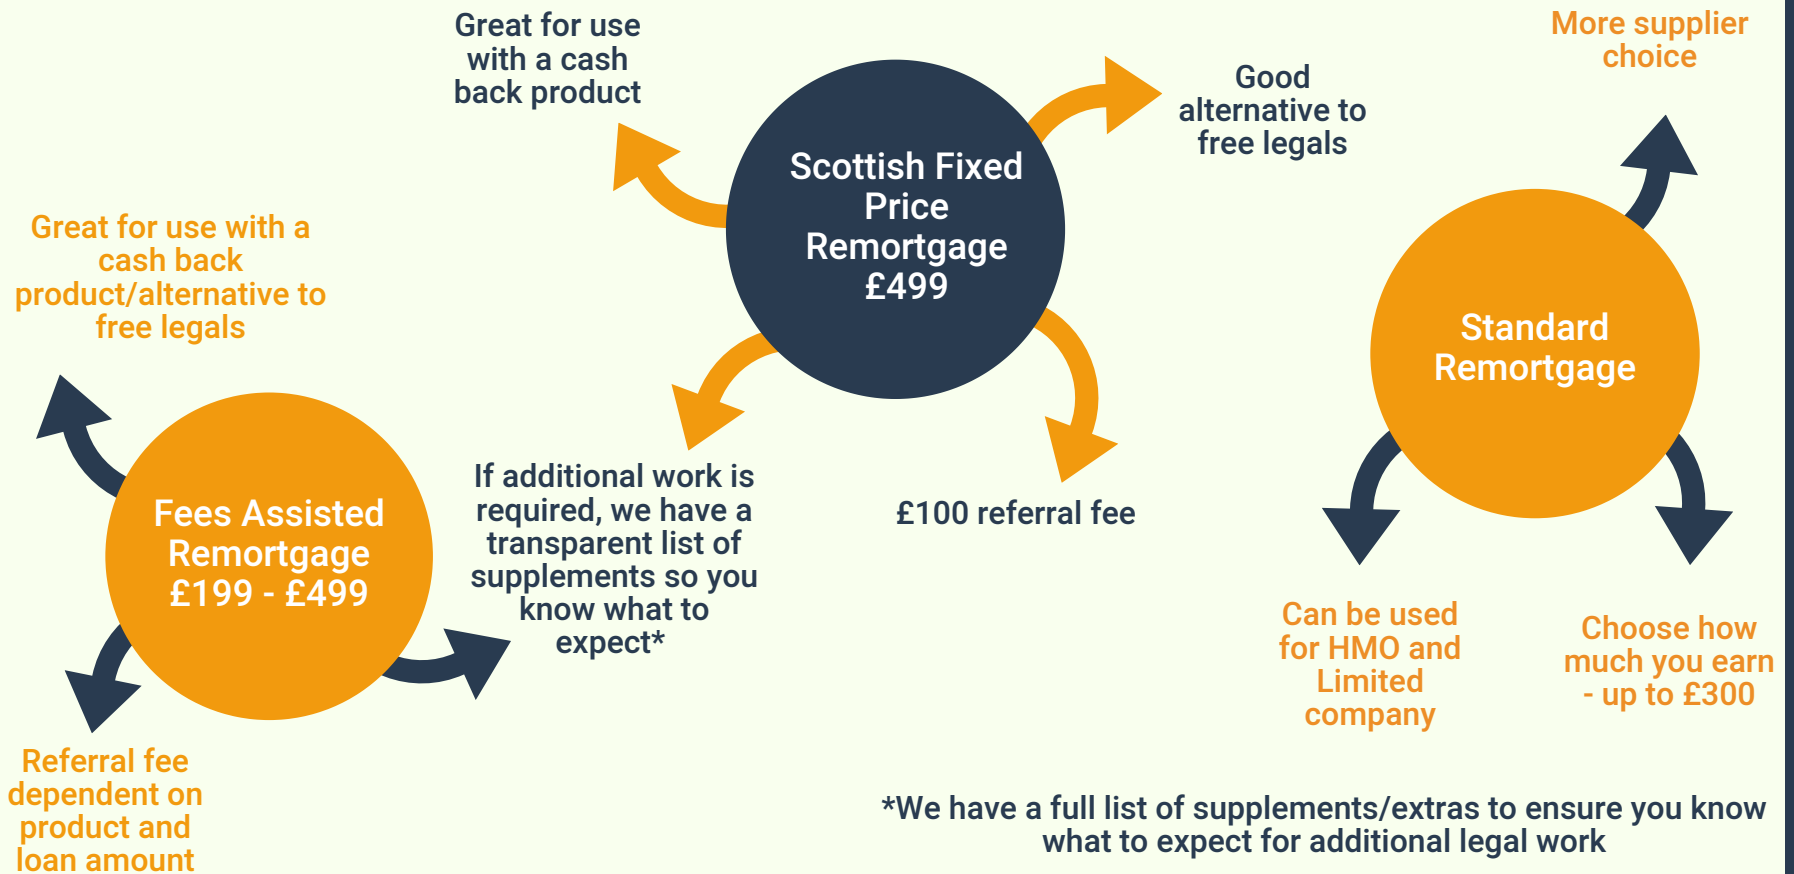 Great for use
with a cash
back product
Scottish Fixed
Price
Remortgage
£499
Good
alternative to
free legals
If additional work is
required, we have a
transparent list of
supplements so you
know what to
expect*
£100 referral fee
Great for use with a
cash back
product/alternative to
free legals
Fees Assisted
Remortgage
£199 - £499
Referral fee
dependent on
product and
loan amount
More supplier
choice
Standard
Remortgage
Can be used
for HMO and
Limited
company
Choose how
much you earn
- up to £300
*We have a full list of supplements/extras to ensure you know
what to expect for additional legal work